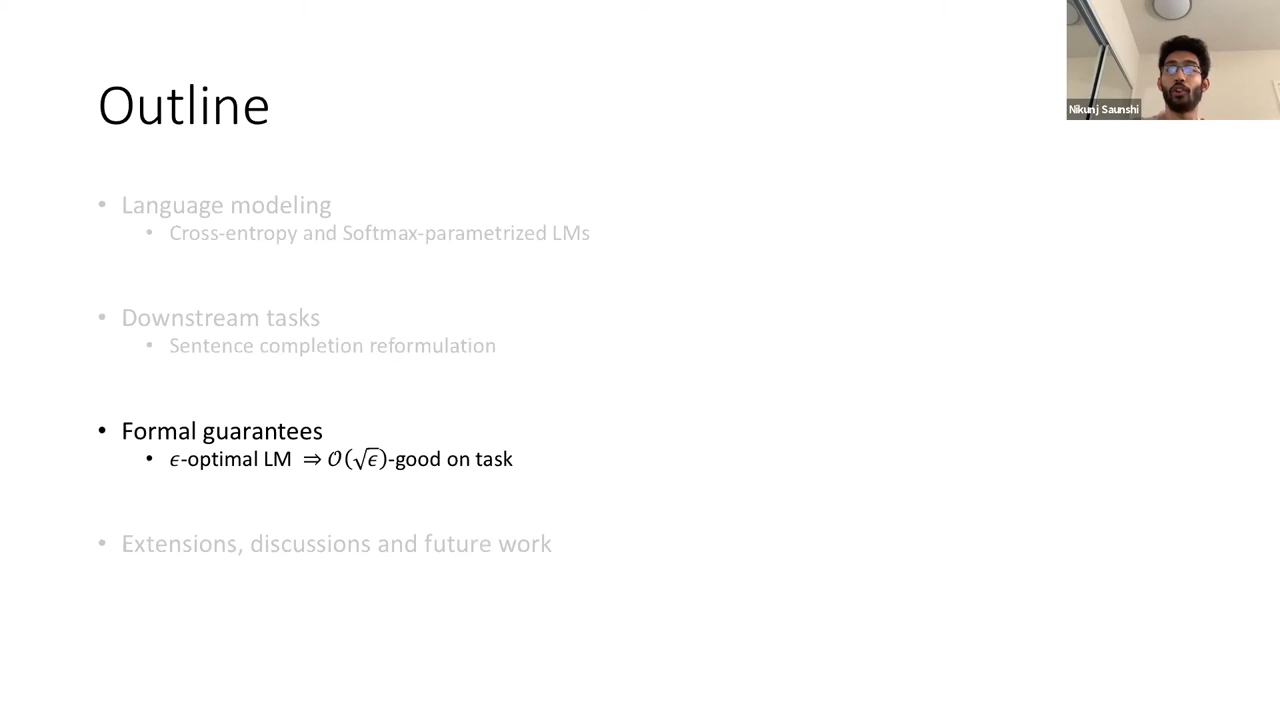 Nikunj Saunshi
Outline
• Language modeling
• Cross-entropy and Softmax-parametrized LMs
• Downstream tasks
• Sentence completion reformulation
• Formal guarantees
• ϵ-optimal LM ⇒ 𝒪(√ϵ)-good on task
• Extensions, discussions and future work